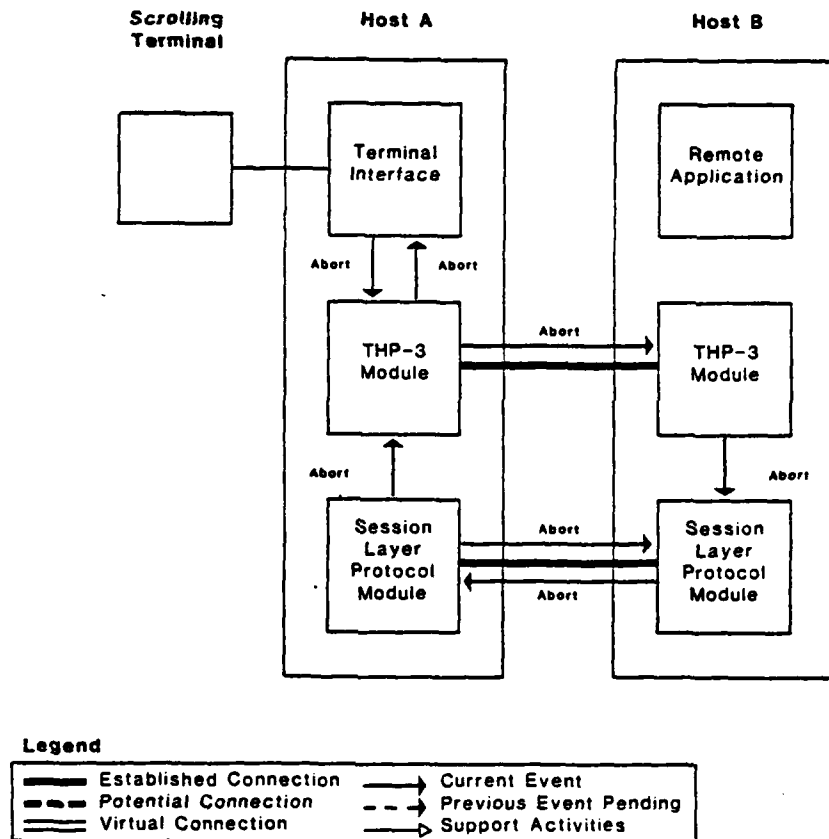 Scrolling
Terminal
Host A
Host B
Terminal
Interface
Remote
Application
Abort
Abort
THP-3
Module
Abort
THP-3
Module
Abort
Abort
Session
Layer
Protocol
Module
Abort
Abort
Session
Layer
Protocol
Module
Legend
Established Connection
Current Event
Potential Connection
Previous Event Pending
Virtual Connection
Support Activities